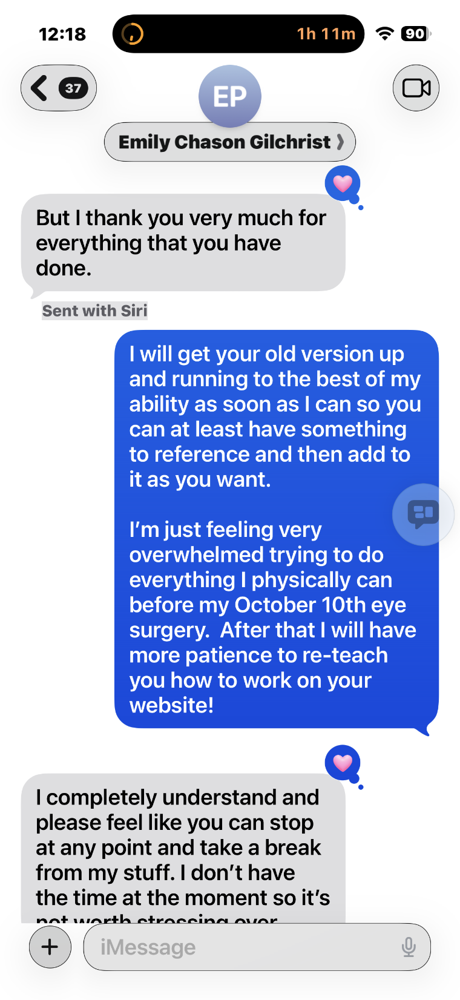 12:18
1h 11m
90
37
EP
Emily Chason Gilchrist
But I thank you very much for
everything that you have
done.
Sent with Siri
I will get your old version up
and running to the best of my
ability as soon as I can so you
can at least have something
to reference and then add to
it as you want.
I’m just feeling very
overwhelmed trying to do
everything I physically can
before my October 10th eye
surgery.  After that I will have
more patience to re-teach
you how to work on your
website!
I completely understand and
please feel like you can stop
at any point and take a break
from my stuff. I don’t have
the time at the moment so it’s
not worth stressing over
iMessage